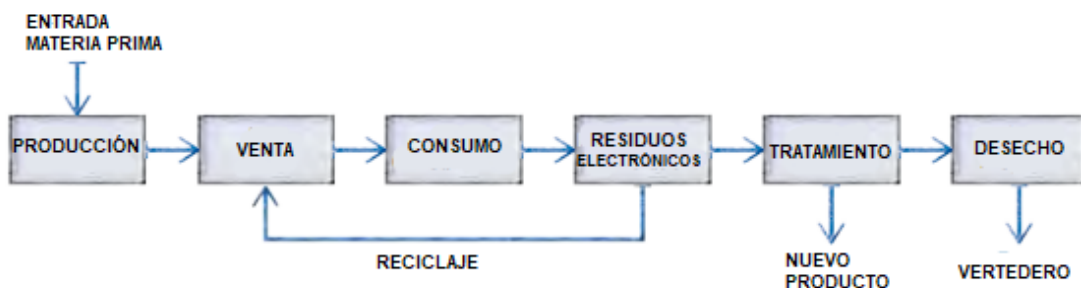 ENTRADA
MATERIA PRIMA
PRODUCCIÓN
VENTA
CONSUMO
RESIDUOS
ELECTRÓNICOS
TRATAMIENTO
DESECHO
RECICLAJE
NUEVO
PRODUCTO
VERTEDERO